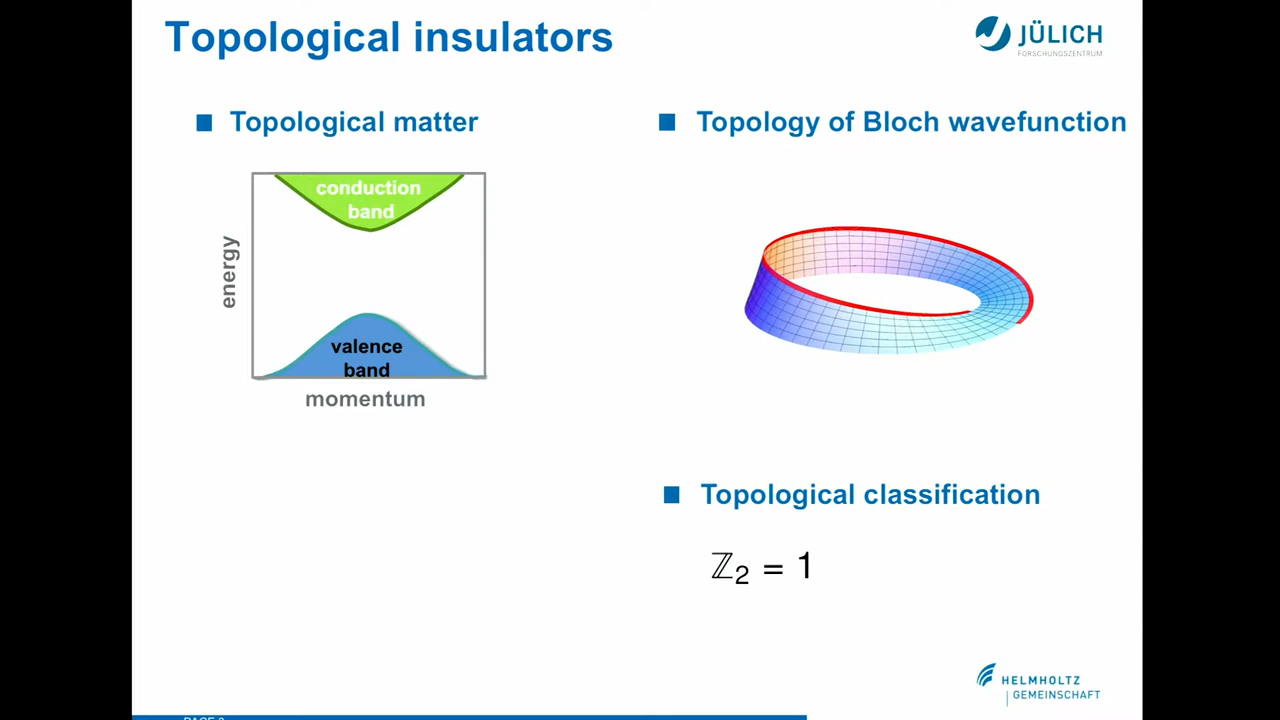 Topological insulators
JÜLICH
FORSCHUNGSZENTRUM
Topological matter
conduction
band
energy
valence
band
momentum
Topology of Bloch wavefunction
Topological classification
ℤ₂ = 1
HELMHOLTZ
GEMEINSCHAFT